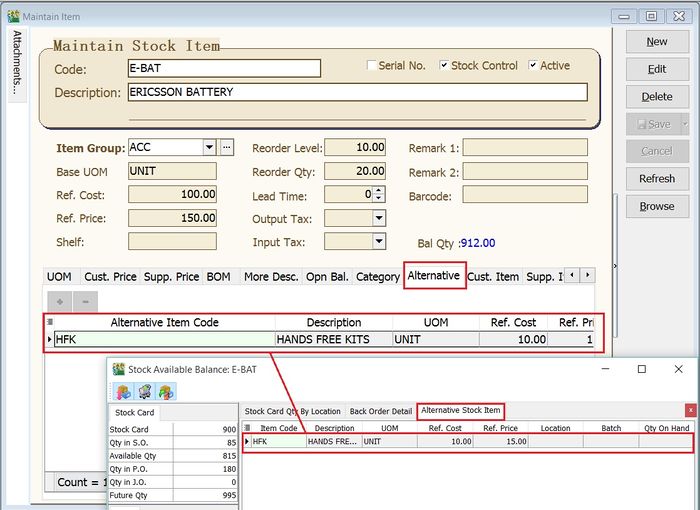 Maintain Item
Attachments...
Maintain Stock Item
Code: E-BAT Serial No. Stock Control Active
Description: ERICSSON BATTERY
New
Edit
Delete
Save
Cancel
Refresh
Browse
Item Group: ACC Reorder Level: 10.00 Remark 1:
Base UOM UNIT Reorder Qty: 20.00 Remark 2:
Ref. Cost: 100.00 Lead Time: 0 Barcode:
Ref. Price: 150.00 Output Tax:
Shelf: Input Tax: Bal Qty :912.00
UOM Cust. Price Supp. Price BOM More Desc. Opn Bal. Category Alternative Cust. Item Supp. It
Alternative Item Code Description UOM Ref. Cost Ref. Pri
HFK HANDS FREE KITS UNIT 10.00 1
Count = 1
Stock Available Balance: E-BAT
Stock Card
Stock Card 900
Qty in S.O. 85
Available Qty 815
Qty in P.O. 180
Qty in J.O. 0
Future Qty 995
Stock Card Qty By Location Back Order Detail Alternative Stock Item
Item Code Description UOM Ref. Cost Ref. Price Location Batch Qty On Hand
HFK HANDS FRE... UNIT 10.00 15.00